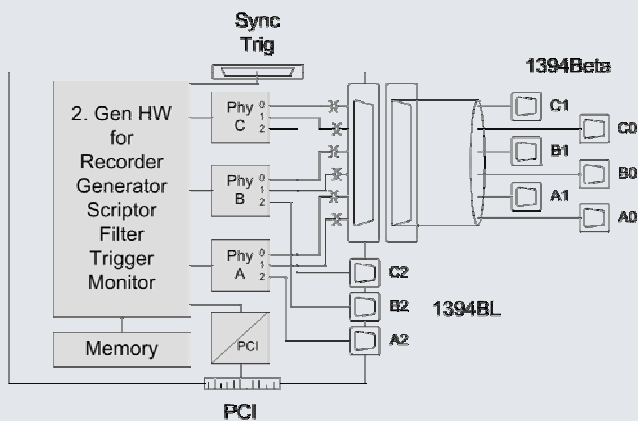 Sync
Trig
1394Beta
2. Gen HW
for
Recorder
Generator
Scriptor
Filter
Trigger
Monitor
Phy
C
0
1
2
Phy
B
0
1
2
Phy
A
0
1
2
C1
C0
B1
B0
A1
A0
C2
B2
1394BL
A2
Memory
PCI
PCI